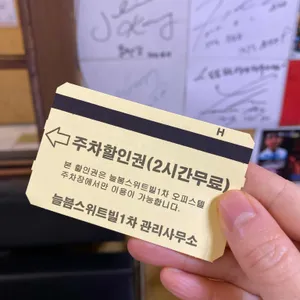 H
주차할인권(2시간무료)
본 할인권은 늘봄스위트빌1차 오피스텔
주차장에서만 이용이 가능합니다.
늘봄스위트빌1차 관리사무소